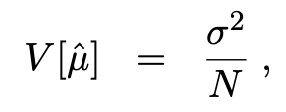 V[μ̂] = σ²/N ,